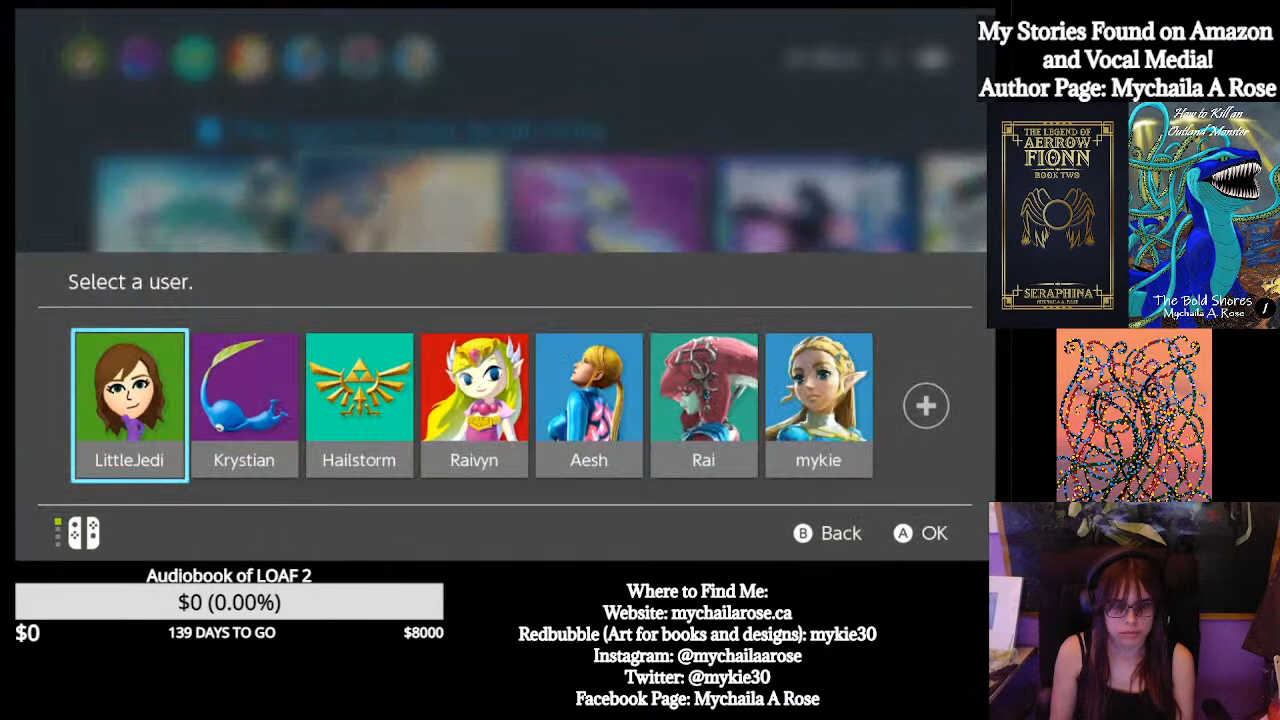 My Stories Found on Amazon
and Vocal Media!
Author Page: Mychaila A Rose
THE LEGEND OF
AERROW
FIONN
BOOK TWO
SERAPHINA
MYCHAILA A. ROSE
How to Kill an
Outland Monster
The Bold Shores
Mychaila A. Rose
1
Select a user.
LittleJedi
Krystian
Hailstorm
Raivyn
Aesh
Rai
mykie
B Back
A OK
Audiobook of LOAF 2
$0 (0.00%)
$0
139 DAYS TO GO
$8000
Where to Find Me:
Website: mychailarose.ca
Redbubble (Art for books and designs): mykie30
Instagram: @mychailaarose
Twitter: @mykie30
Facebook Page: Mychaila A Rose